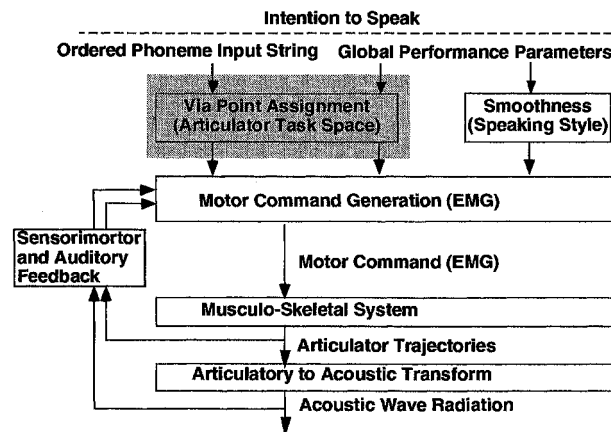 Intention to Speak
Ordered Phoneme Input String Global Performance Parameters
Via Point Assignment
(Articulator Task Space)
Smoothness
(Speaking Style)
Motor Command Generation (EMG)
Sensorimortor
and Auditory
Feedback
Motor Command (EMG)
Musculo-Skeletal System
Articulator Trajectories
Articulatory to Acoustic Transform
Acoustic Wave Radiation